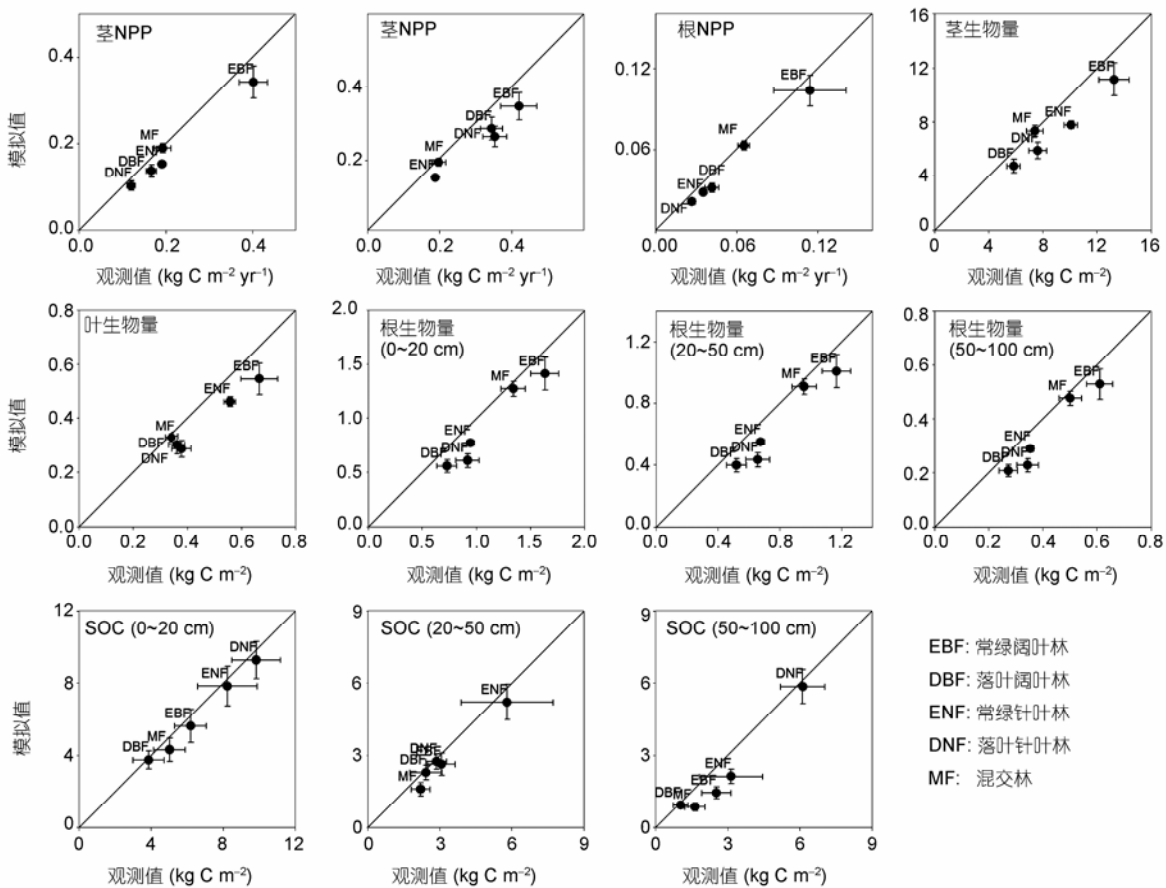 茎NPP
0.4
0.2
0.0
模拟值
EBF
MF
ENF
DBF
DNF
0.0
0.2
0.4
观测值 (kg C m⁻² yr⁻¹)
茎NPP
0.4
0.2
EBF
DBF
DNF
MF
ENF
0.0
0.2
0.4
观测值 (kg C m⁻² yr⁻¹)
根NPP
0.12
0.06
0.00
EBF
MF
DBF
ENF
DNF
0.00
0.06
0.12
观测值 (kg C m⁻² yr⁻¹)
茎生物量
16
12
8
4
0
EBF
ENF
MF
DNF
DBF
0
4
8
12
16
观测值 (kg C m⁻²)
叶生物量
0.8
0.6
0.4
0.2
0.0
模拟值
EBF
ENF
MF
DBF
DNF
0.0
0.2
0.4
0.6
0.8
观测值 (kg C m⁻²)
根生物量
(0~20 cm)
2.0
1.5
1.0
0.5
0.0
EBF
MF
ENF
DNF
DBF
0.0
0.5
1.0
1.5
2.0
观测值 (kg C m⁻²)
根生物量
(20~50 cm)
1.2
0.8
0.4
0.0
EBF
MF
ENF
DNF
DBF
0.0
0.4
0.8
1.2
观测值 (kg C m⁻²)
根生物量
(50~100 cm)
0.8
0.6
0.4
0.2
0.0
EBF
MF
ENF
DNF
DBF
0.0
0.2
0.4
0.6
0.8
观测值 (kg C m⁻²)
SOC (0~20 cm)
12
8
4
0
模拟值
DNF
ENF
EBF
MF
DBF
0
4
8
12
观测值 (kg C m⁻²)
SOC (20~50 cm)
9
6
3
0
ENF
DNF
EBF
DBF
MF
0
3
6
9
观测值 (kg C m⁻²)
SOC (50~100 cm)
9
6
3
0
DNF
ENF
EBF
DBF
MF
0
3
6
9
观测值 (kg C m⁻²)
EBF: 常绿阔叶林
DBF: 落叶阔叶林
ENF: 常绿针叶林
DNF: 落叶针叶林
MF: 混交林